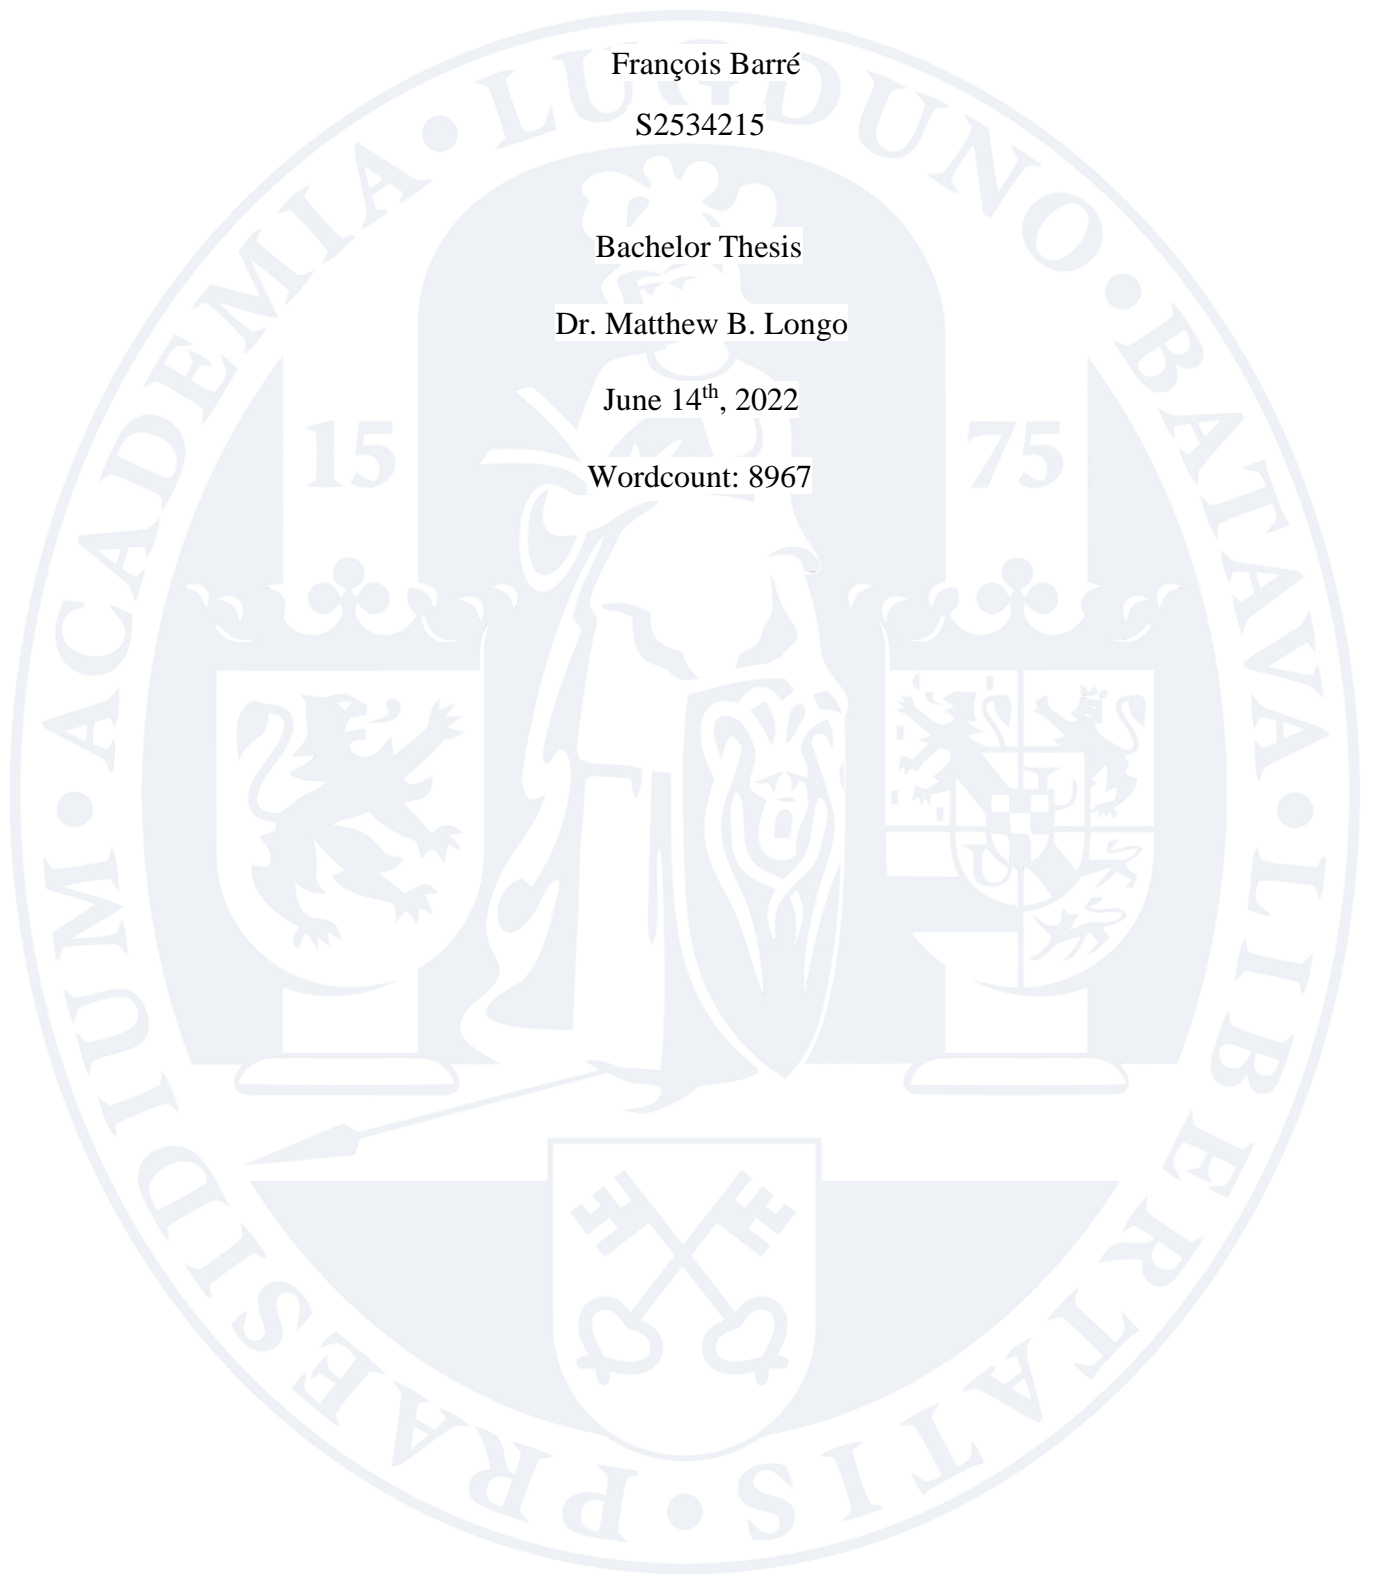 François Barré
S2534215
Bachelor Thesis
Dr. Matthew B. Longo
June 14th, 2022
Wordcount: 8967
15 75
ACADEMIA • LUGDUNO • BATAVA • LIBERTATIS • PRAESIDIUM •